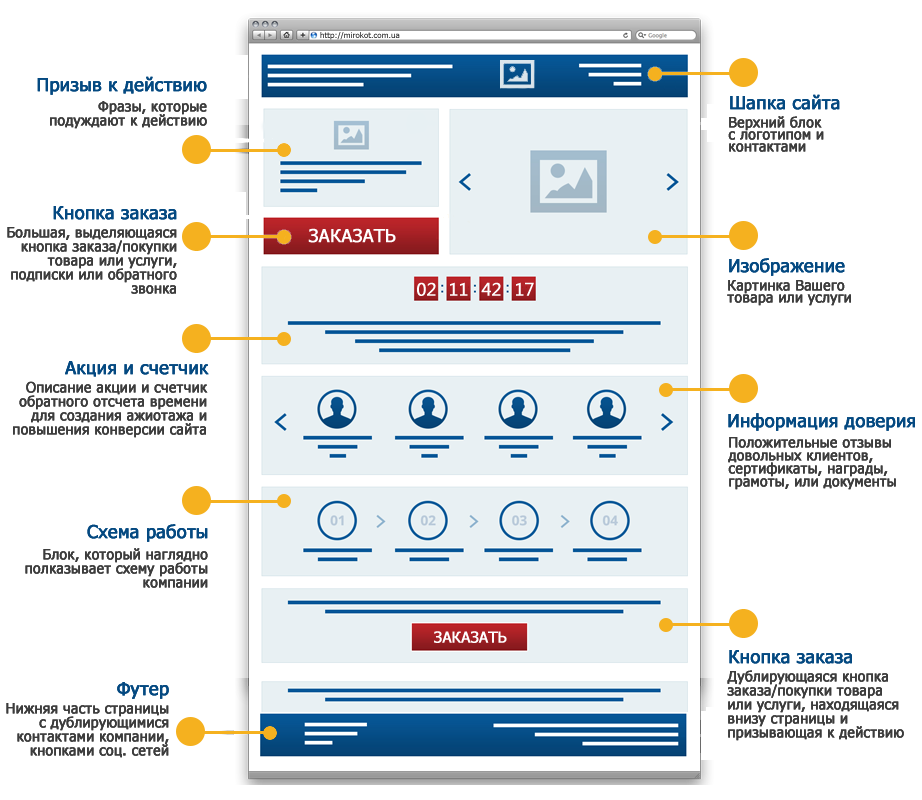 http://mirokot.com.ua
Google
Призыв к действию
Фразы, которые
подуждают к действию
Шапка сайта
Верхний блок
с логотипом и
контактами
Кнопка заказа
Большая, выделяющаяся
кнопка заказа/покупки
товара или услуги,
подписки или обратного
звонка
ЗАКАЗАТЬ
Изображение
Картинка Вашего
товара или услуги
02:11:42:17
Акция и счетчик
Описание акции и счетчик
обратного отсчета времени
для создания ажиотажа и
повышения конверсии сайта
Информация доверия
Положительные отзывы
довольных клиентов,
сертификаты, награды,
грамоты, или документы
Схема работы
Блок, который наглядно
полказывает схему работы
компании
01 > 02 > 03 > 04
ЗАКАЗАТЬ
Кнопка заказа
Дублирующаяся кнопка
заказа/покупки товара
или услуги, находящаяся
внизу страницы и
призывающая к действию
Футер
Нижняя часть страницы
с дублирующимися
контактами компании,
кнопками соц. сетей